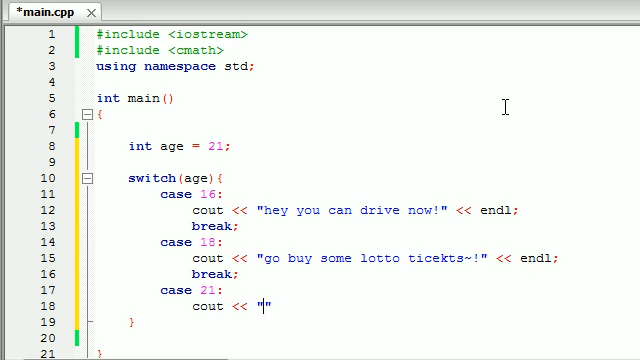 *main.cpp
1 #include <iostream>
2 #include <cmath>
3 using namespace std;
4
5 int main()
6 {
7
8 int age = 21;
9
10 switch(age){
11 case 16:
12 cout << "hey you can drive now!" << endl;
13 break;
14 case 18:
15 cout << "go buy some lotto ticekts~!" << endl;
16 break;
17 case 21:
18 cout << ""
19 }
20
21 }